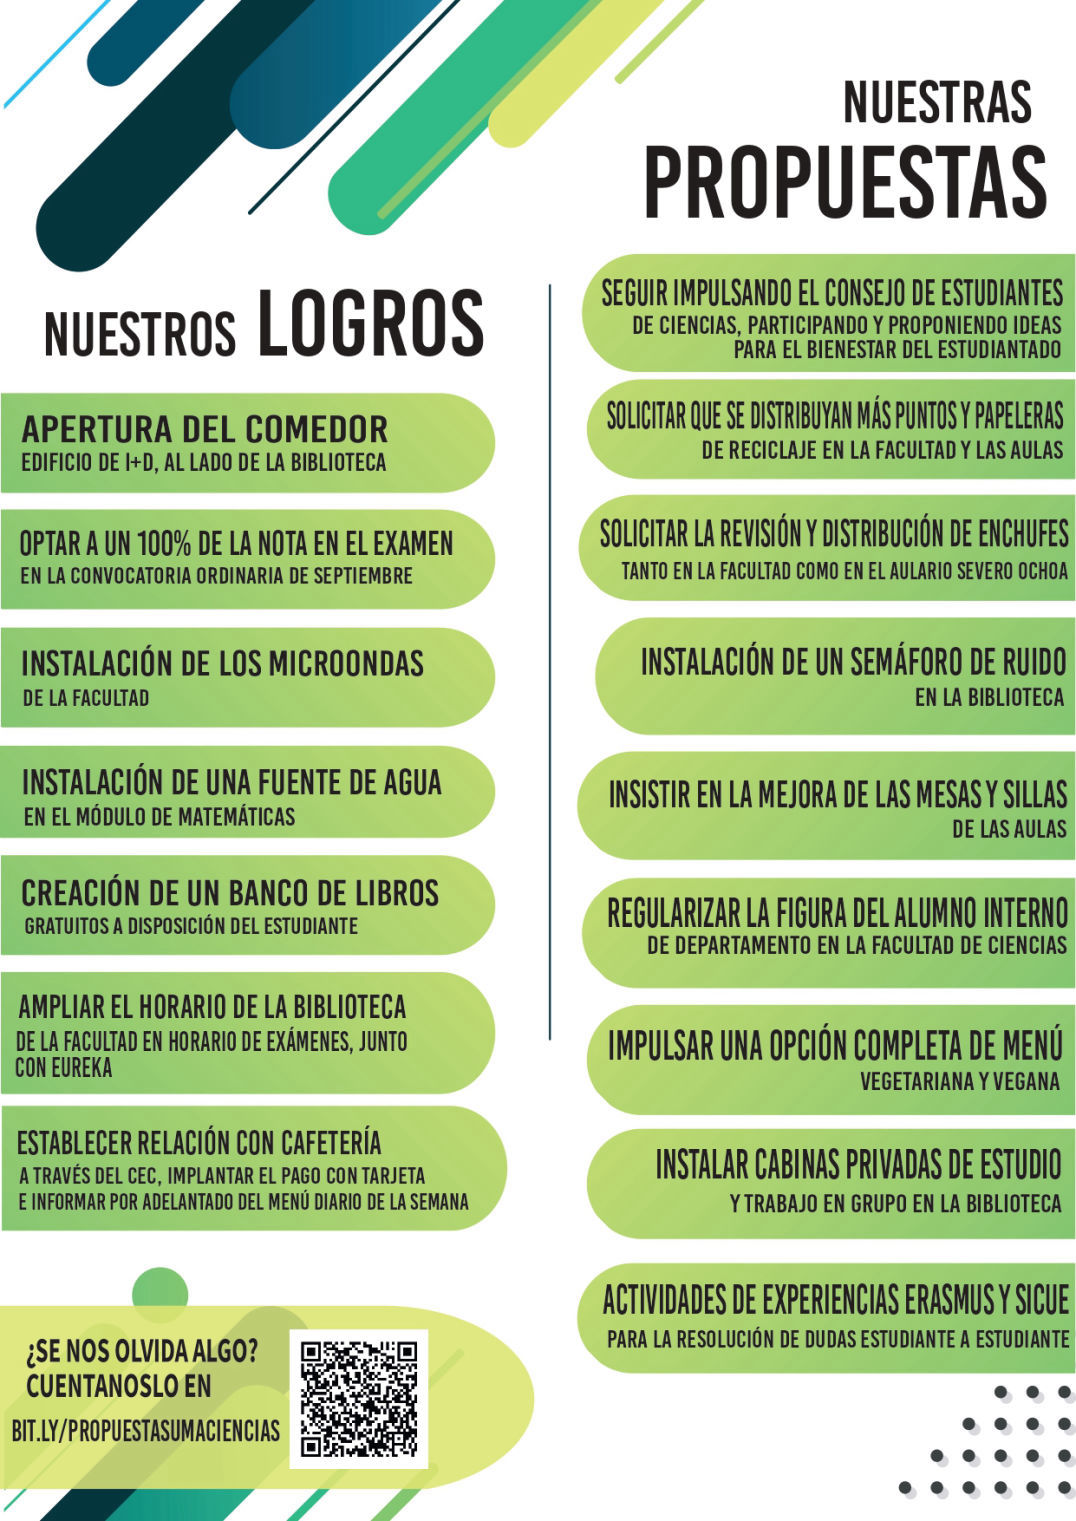 NUESTROS LOGROS
APERTURA DEL COMEDOR
EDIFICIO DE I+D, AL LADO DE LA BIBLIOTECA
OPTAR A UN 100% DE LA NOTA EN EL EXAMEN
EN LA CONVOCATORIA ORDINARIA DE SEPTIEMBRE
INSTALACIÓN DE LOS MICROONDAS
DE LA FACULTAD
INSTALACIÓN DE UNA FUENTE DE AGUA
EN EL MÓDULO DE MATEMÁTICAS
CREACIÓN DE UN BANCO DE LIBROS
GRATUITOS A DISPOSICIÓN DEL ESTUDIANTE
AMPLIAR EL HORARIO DE LA BIBLIOTECA
DE LA FACULTAD EN HORARIO DE EXÁMENES, JUNTO
CON EUREKA
ESTABLECER RELACIÓN CON CAFETERÍA
A TRAVÉS DEL CEC, IMPLANTAR EL PAGO CON TARJETA
E INFORMAR POR ADELANTADO DEL MENÚ DIARIO DE LA SEMANA
¿SE NOS OLVIDA ALGO?
CUENTANOSLO EN
BIT.LY/PROPUESTASUMACIENCIAS
NUESTRAS
PROPUESTAS
SEGUIR IMPULSANDO EL CONSEJO DE ESTUDIANTES
DE CIENCIAS, PARTICIPANDO Y PROPONIENDO IDEAS
PARA EL BIENESTAR DEL ESTUDIANTADO
SOLICITAR QUE SE DISTRIBUYAN MÁS PUNTOS Y PAPELERAS
DE RECICLAJE EN LA FACULTAD Y LAS AULAS
SOLICITAR LA REVISIÓN Y DISTRIBUCIÓN DE ENCHUFES
TANTO EN LA FACULTAD COMO EN EL AULARIO SEVERO OCHOA
INSTALACIÓN DE UN SEMÁFORO DE RUIDO
EN LA BIBLIOTECA
INSISTIR EN LA MEJORA DE LAS MESAS Y SILLAS
DE LAS AULAS
REGULARIZAR LA FIGURA DEL ALUMNO INTERNO
DE DEPARTAMENTO EN LA FACULTAD DE CIENCIAS
IMPULSAR UNA OPCIÓN COMPLETA DE MENÚ
VEGETARIANA Y VEGANA
INSTALAR CABINAS PRIVADAS DE ESTUDIO
Y TRABAJO EN GRUPO EN LA BIBLIOTECA
ACTIVIDADES DE EXPERIENCIAS ERASMUS Y SICUE
PARA LA RESOLUCIÓN DE DUDAS ESTUDIANTE A ESTUDIANTE